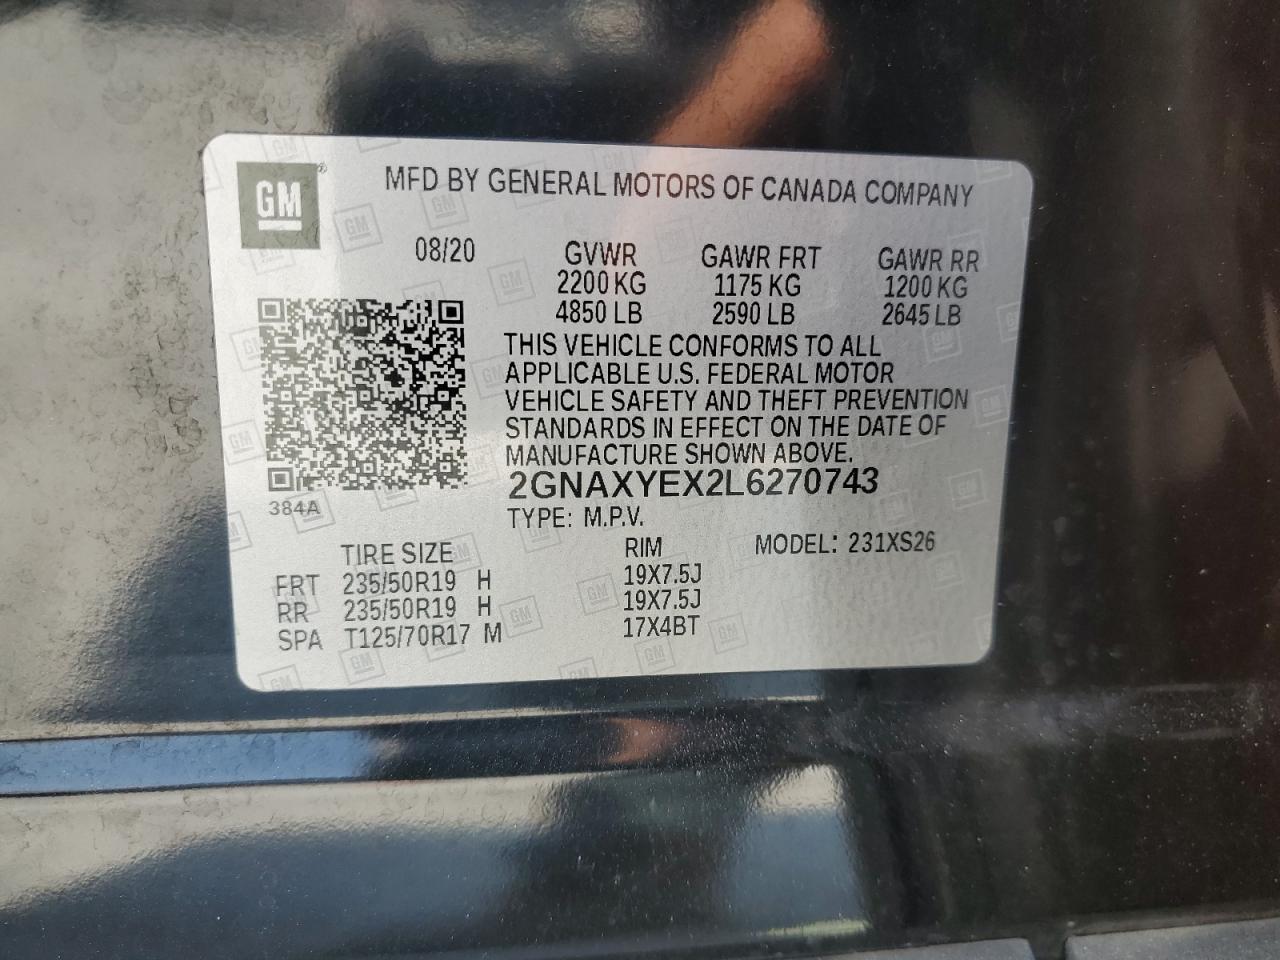 GM®
MFD BY GENERAL MOTORS OF CANADA COMPANY
08/20 GVWR GAWR FRT GAWR RR
2200 KG 1175 KG 1200 KG
4850 LB 2590 LB 2645 LB
THIS VEHICLE CONFORMS TO ALL
APPLICABLE U.S. FEDERAL MOTOR
VEHICLE SAFETY AND THEFT PREVENTION
STANDARDS IN EFFECT ON THE DATE OF
MANUFACTURE SHOWN ABOVE.
2GNAXYEX2L6270743
384A
TYPE: M.P.V.
TIRE SIZE RIM MODEL: 231XS26
FRT 235/50R19 H 19X7.5J
RR 235/50R19 H 19X7.5J
SPA T125/70R17 M 17X4BT